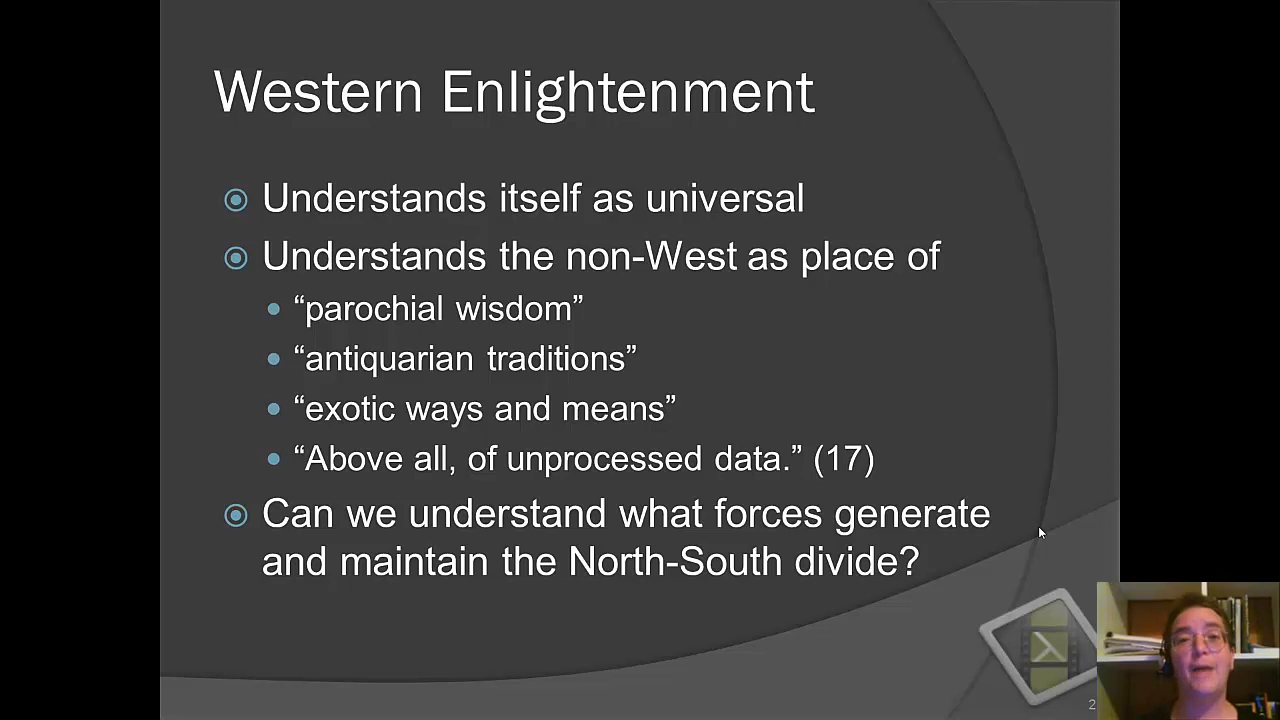 Western Enlightenment
Understands itself as universal
Understands the non-West as place of
“parochial wisdom”
“antiquarian traditions”
“exotic ways and means”
“Above all, of unprocessed data.” (17)
Can we understand what forces generate
and maintain the North-South divide?
2